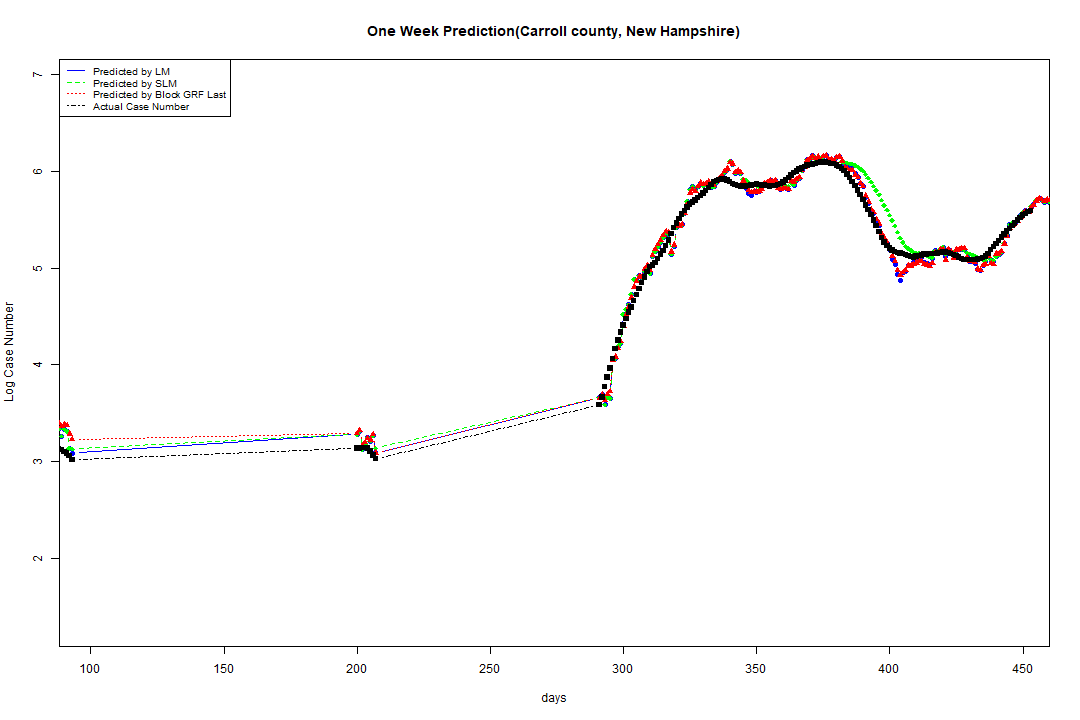 One Week Prediction(Carroll county, New Hampshire)
Predicted by LM
Predicted by SLM
Predicted by Block GRF Last
Actual Case Number
7
6
5
4
3
2
Log Case Number
100 150 200 250 300 350 400 450
days